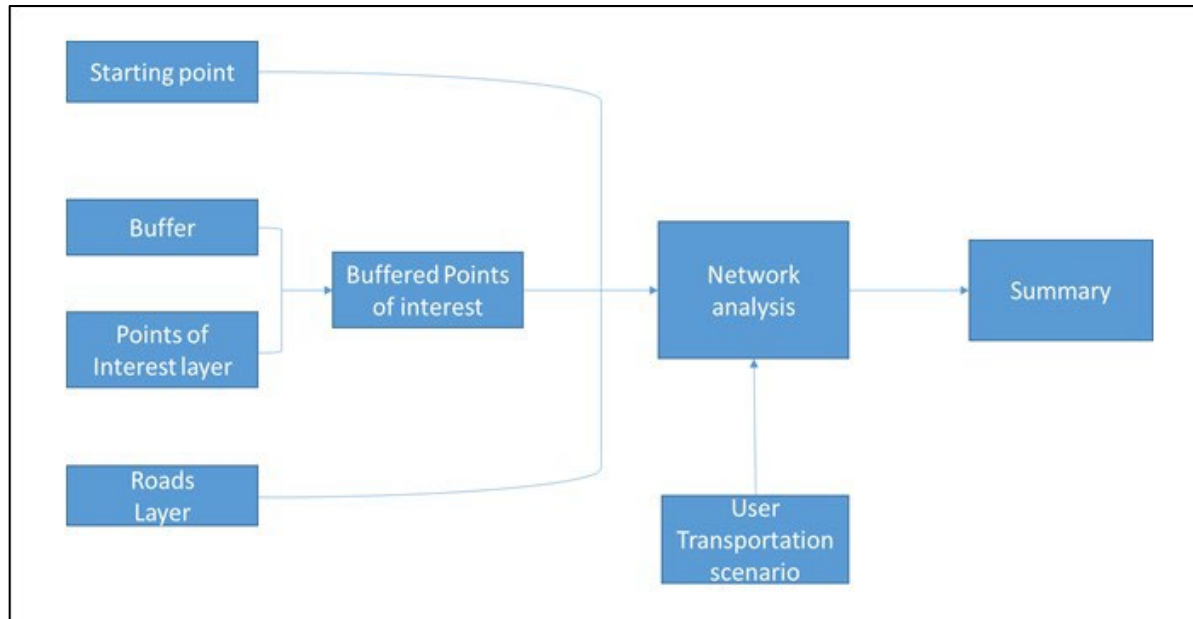 Starting point
Buffer
Points of
Interest layer
Buffered Points
of interest
Roads
Layer
Network
analysis
User
Transportation
scenario
Summary